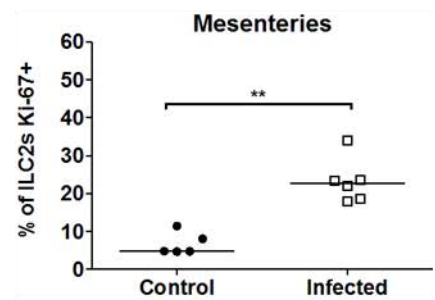 Mesenteries
% of ILC2s Ki-67+
60
50
40
30
20
10
0
**
Control Infected